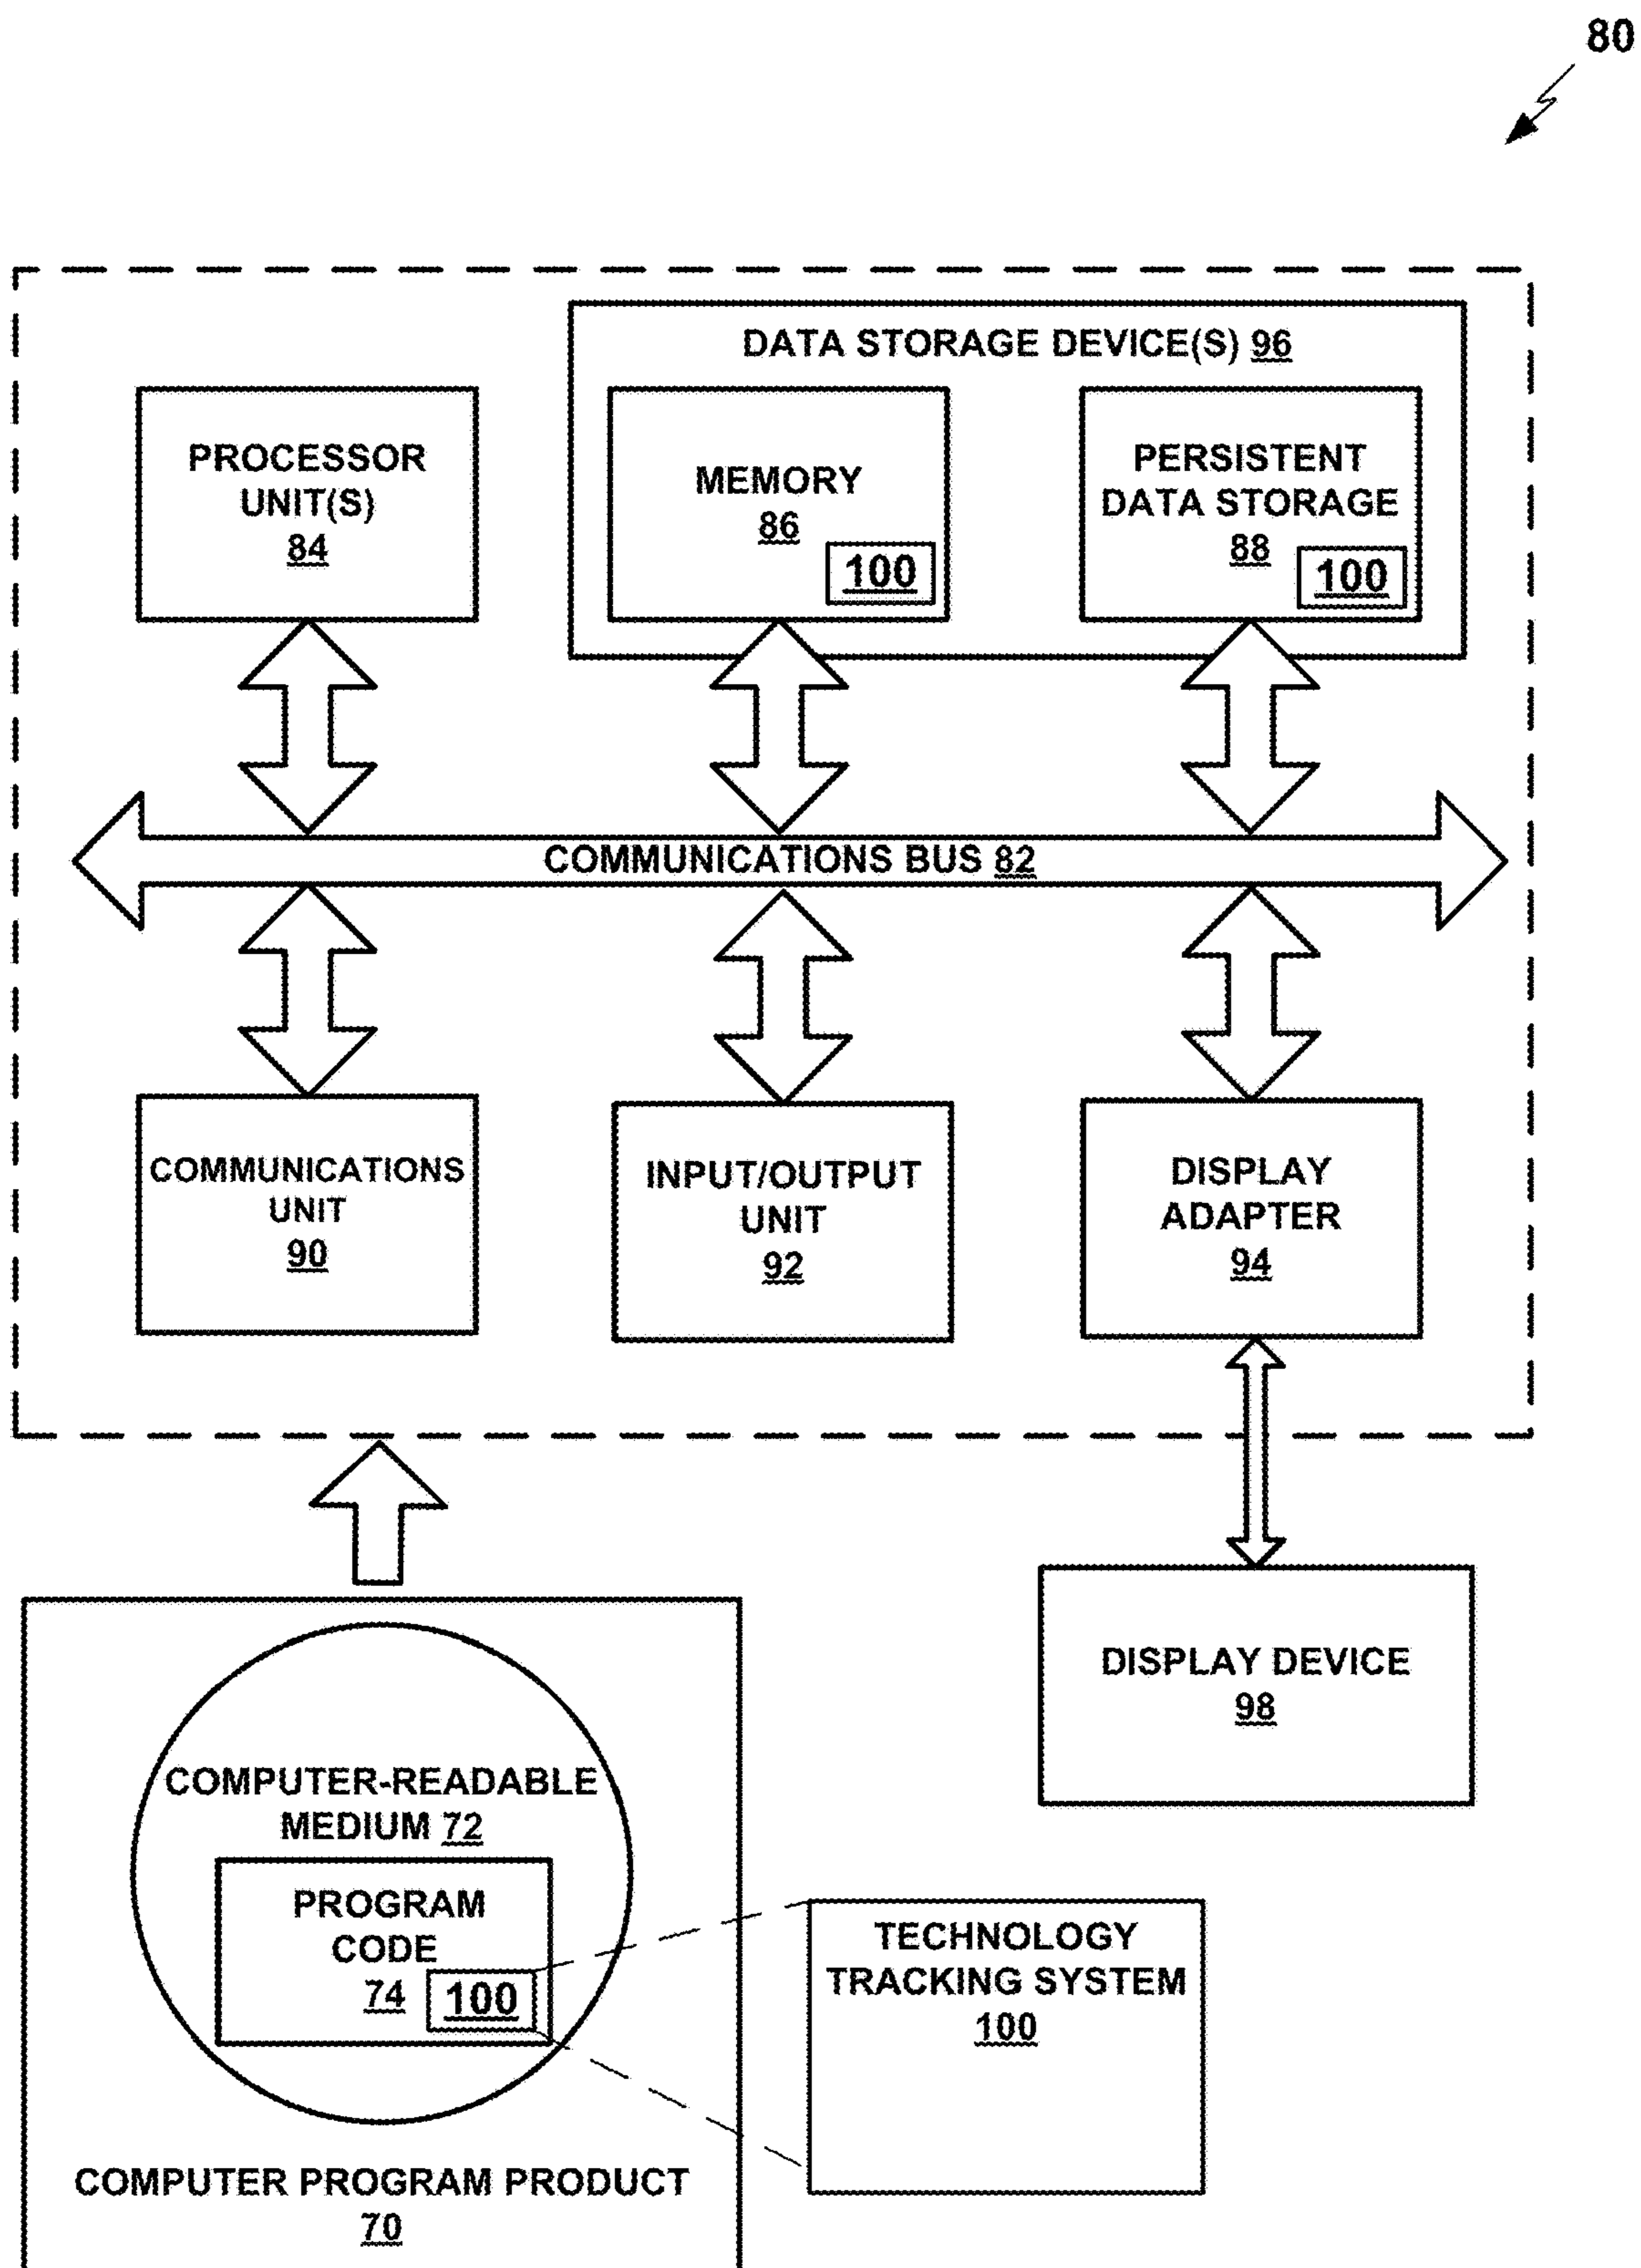 80
DATA STORAGE DEVICE(S) 96
PROCESSOR
UNIT(S)
84
MEMORY
86
100
PERSISTENT
DATA STORAGE
88
100
COMMUNICATIONS BUS 82
COMMUNICATIONS
UNIT
90
INPUT/OUTPUT
UNIT
92
DISPLAY
ADAPTER
94
DISPLAY DEVICE
98
COMPUTER-READABLE
MEDIUM 72
PROGRAM
CODE
74
100
TECHNOLOGY
TRACKING SYSTEM
100
COMPUTER PROGRAM PRODUCT
70